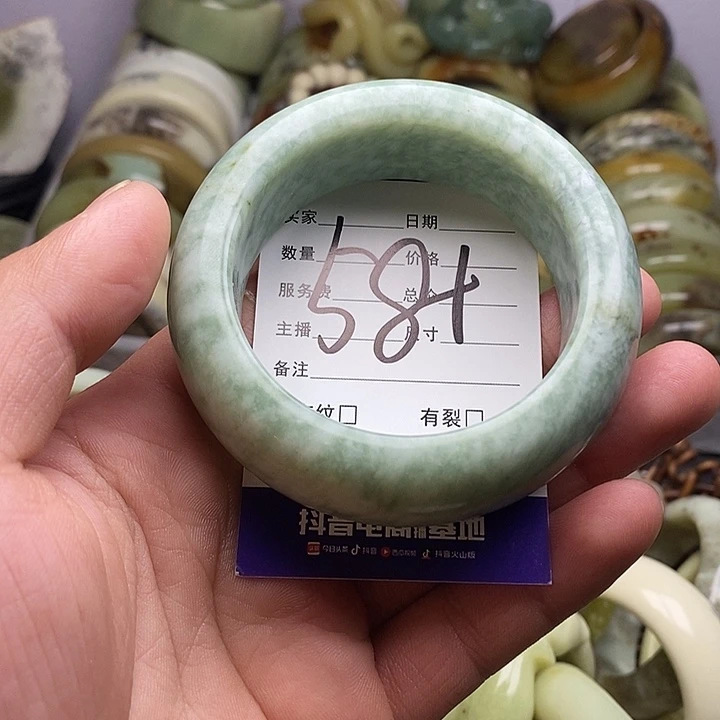 买家 日期
数量 价格
服务费 总价
主播 尺寸
58+
备注
纹□ 有裂□
抖音电商直播基地
今日头条 抖音 西瓜视频 抖音火山版